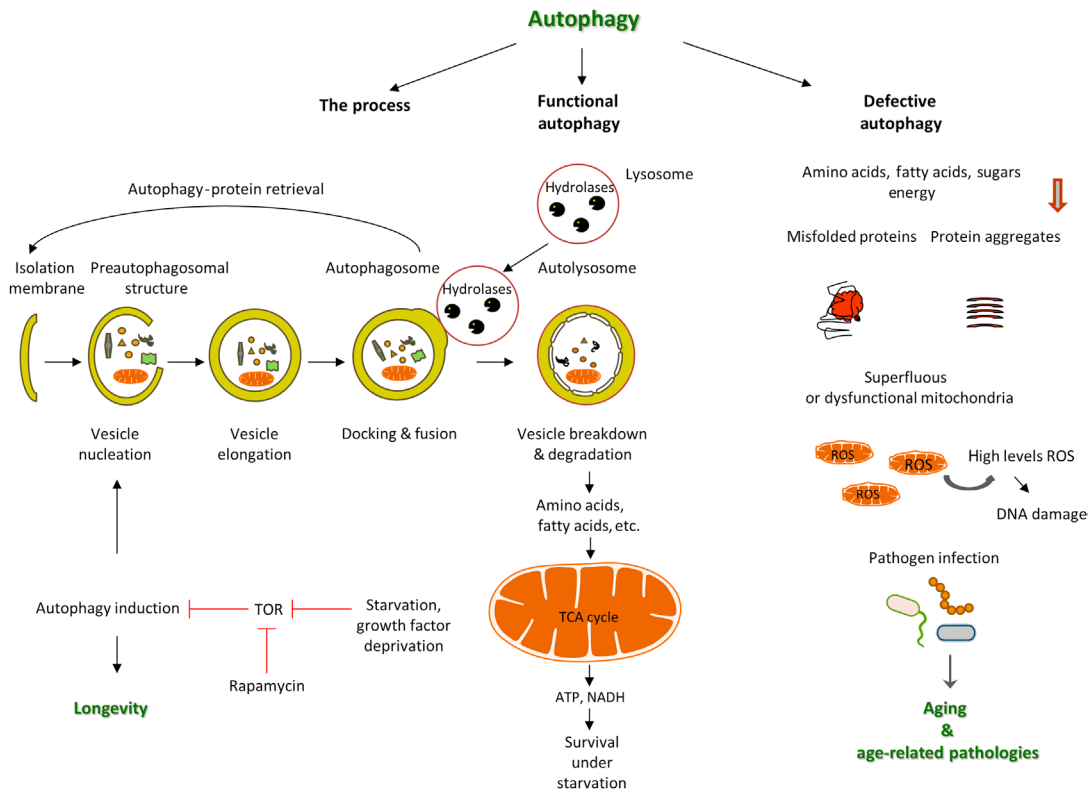 Autophagy
The process
Functional
autophagy
Defective
autophagy
Autophagy-protein retrieval
Hydrolases
Lysosome
Isolation
membrane
Preautophagosomal
structure
Autophagosome
Hydrolases
Autolysosome
Vesicle
nucleation
Vesicle
elongation
Docking & fusion
Vesicle breakdown
& degradation
Amino acids,
fatty acids, etc.
TCA cycle
ATP, NADH
Survival
under
starvation
Autophagy induction
TOR
Starvation,
growth factor
deprivation
Rapamycin
Longevity
Amino acids, fatty acids, sugars
energy
Misfolded proteins
Protein aggregates
Superfluous
or dysfunctional mitochondria
ROS
ROS
ROS
High levels ROS
DNA damage
Pathogen infection
Aging
&
age-related pathologies